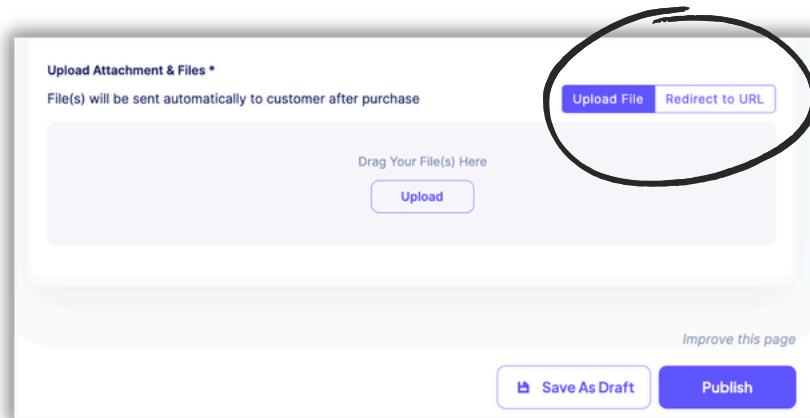 Upload Attachment & Files *
File(s) will be sent automatically to customer after purchase
Upload File Redirect to URL
Drag Your File(s) Here
Upload
Improve this page
Save As Draft Publish